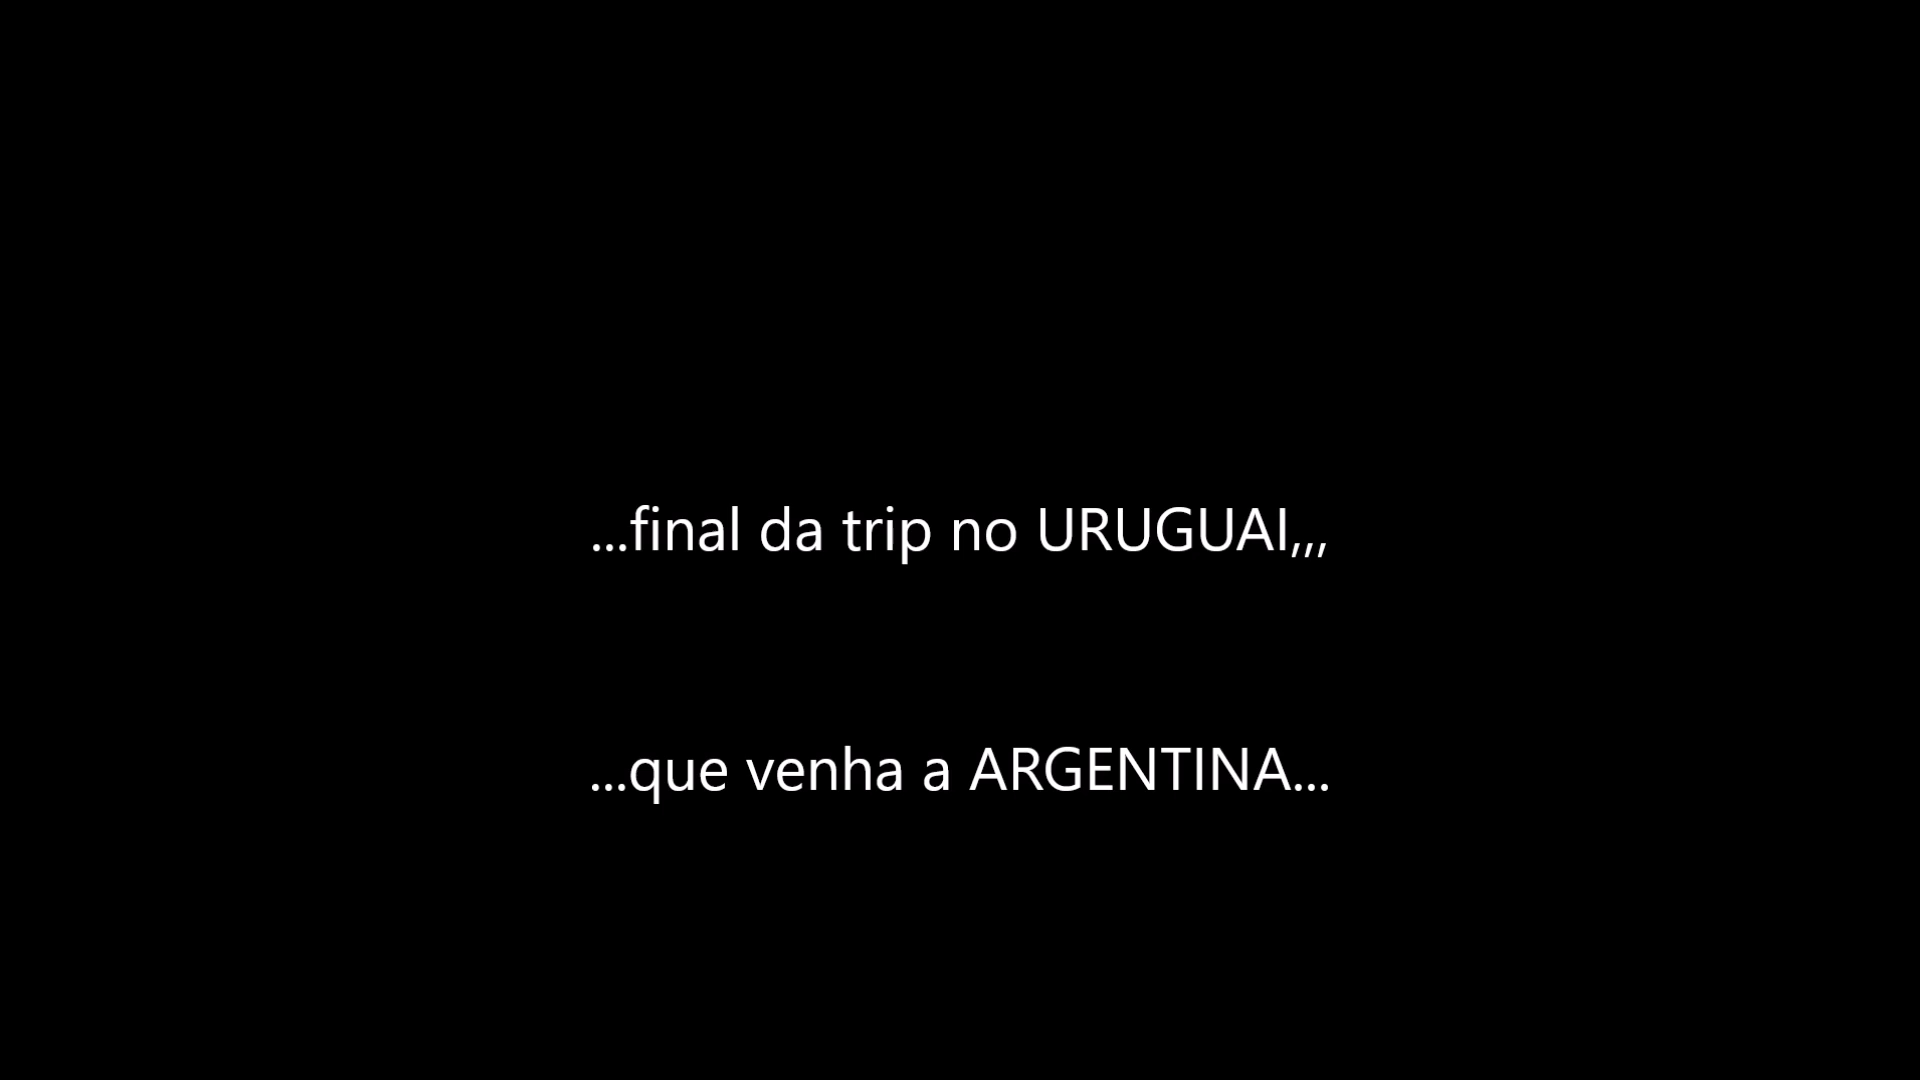 ...final da trip no URUGUAI,,,
...que venha a ARGENTINA...